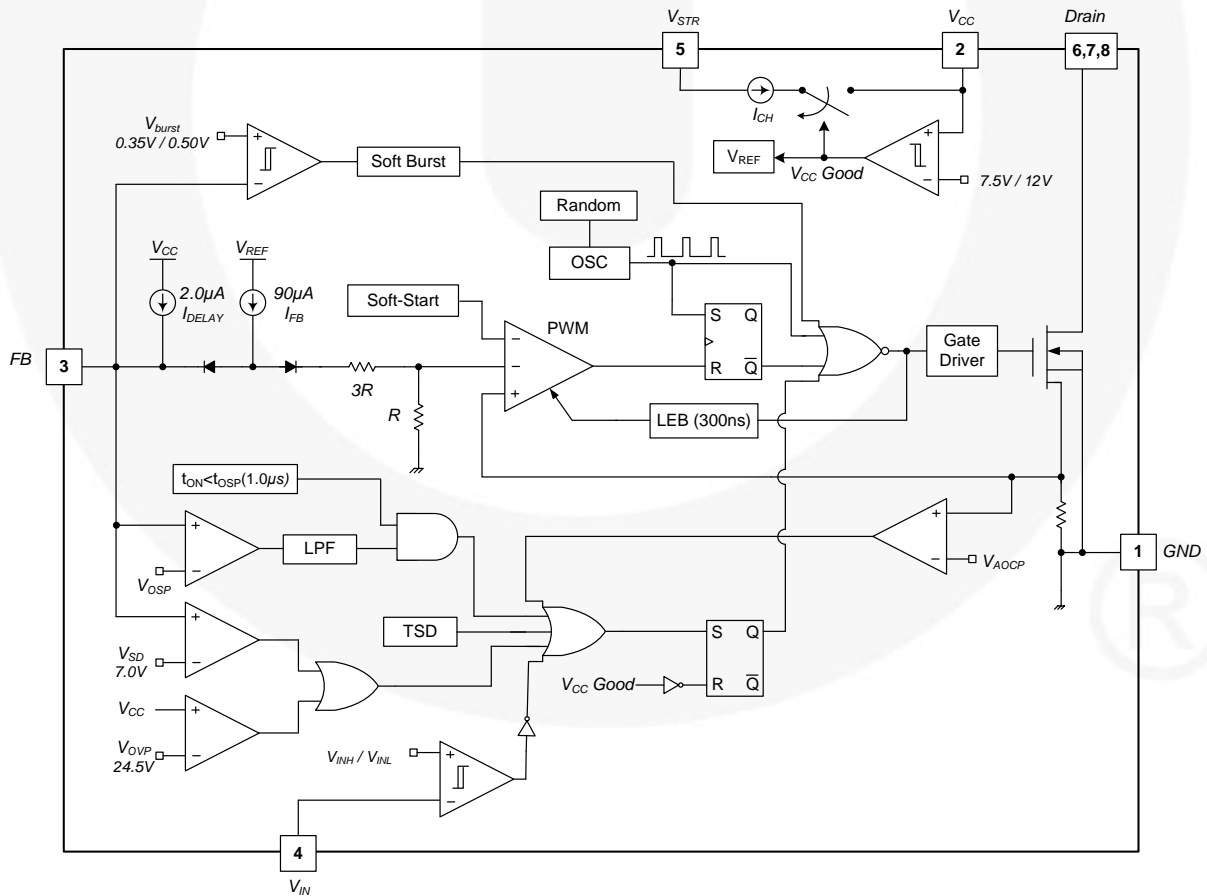 VSTR
VCC
Drain
5
2
6,7,8
ICH
Vburst
0.35V / 0.50V
+
−
Soft Burst
VREF
VCC Good
+
−
7.5V / 12V
Random
OSC
VCC
VREF
2.0µA
IDELAY
90µA
IFB
Soft-Start
PWM
−
−
+
S Q
R Q̅
Gate
Driver
FB
3
3R
R
LEB (300ns)
tON<tOSP(1.0µs)
+
−
VOSP
LPF
+
−
VAOCP
1
GND
+
−
VSD
7.0V
TSD
S Q
R Q̅
VCC Good
VCC
+
−
VOVP
24.5V
VINH / VINL
+
−
4
VIN
®